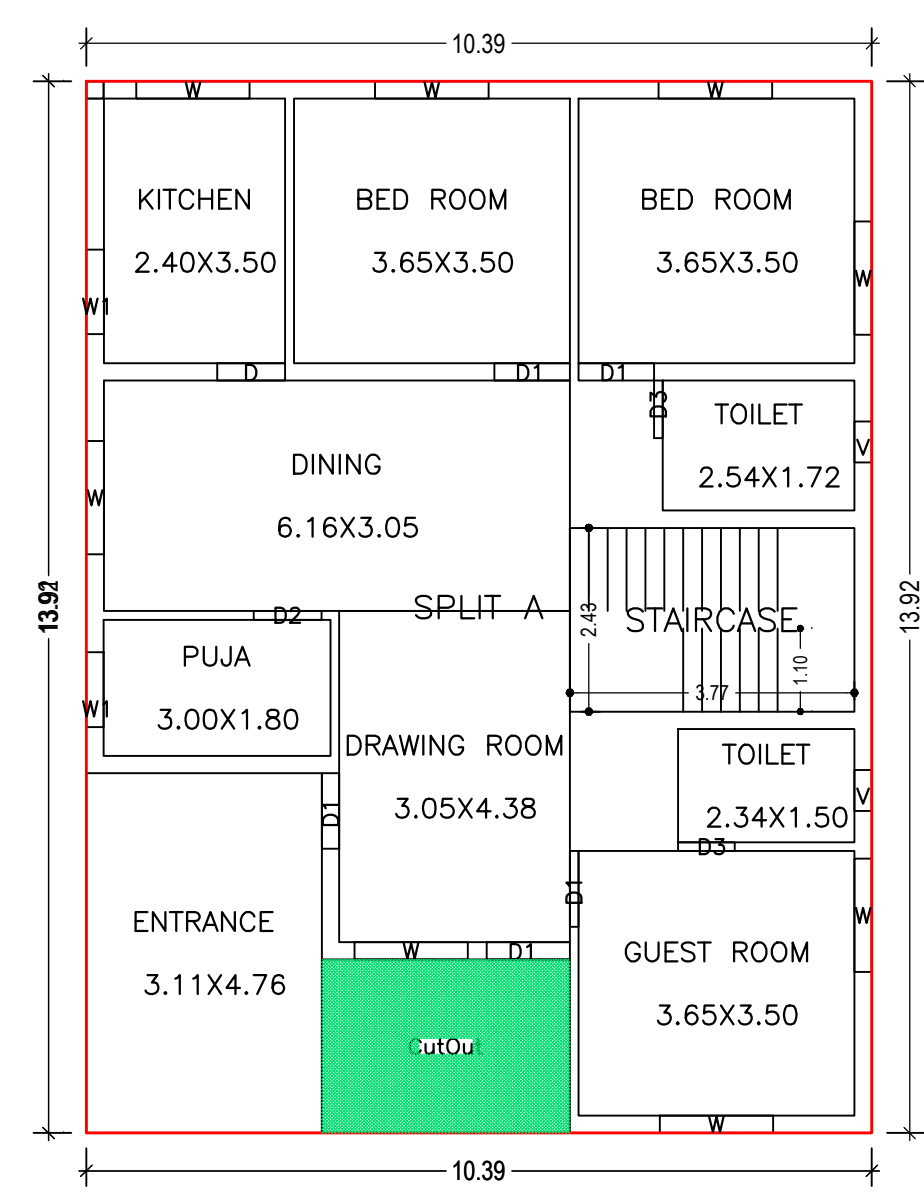 10.39
W
W
W
KITCHEN
BED ROOM
BED ROOM
2.40X3.50
3.65X3.50
3.65X3.50
W
W1
D
D1
D1
D3
TOILET
V
2.54X1.72
DINING
W
6.16X3.05
13.92
13.92
SPLIT A
D2
2.43
STAIRCASE
PUJA
1.10
3.77
W1
3.00X1.80
DRAWING ROOM
TOILET
V
3.05X4.38
2.34X1.50
D1
D3
D1
W
ENTRANCE
W
D1
GUEST ROOM
3.11X4.76
3.65X3.50
CutOut
W
10.39